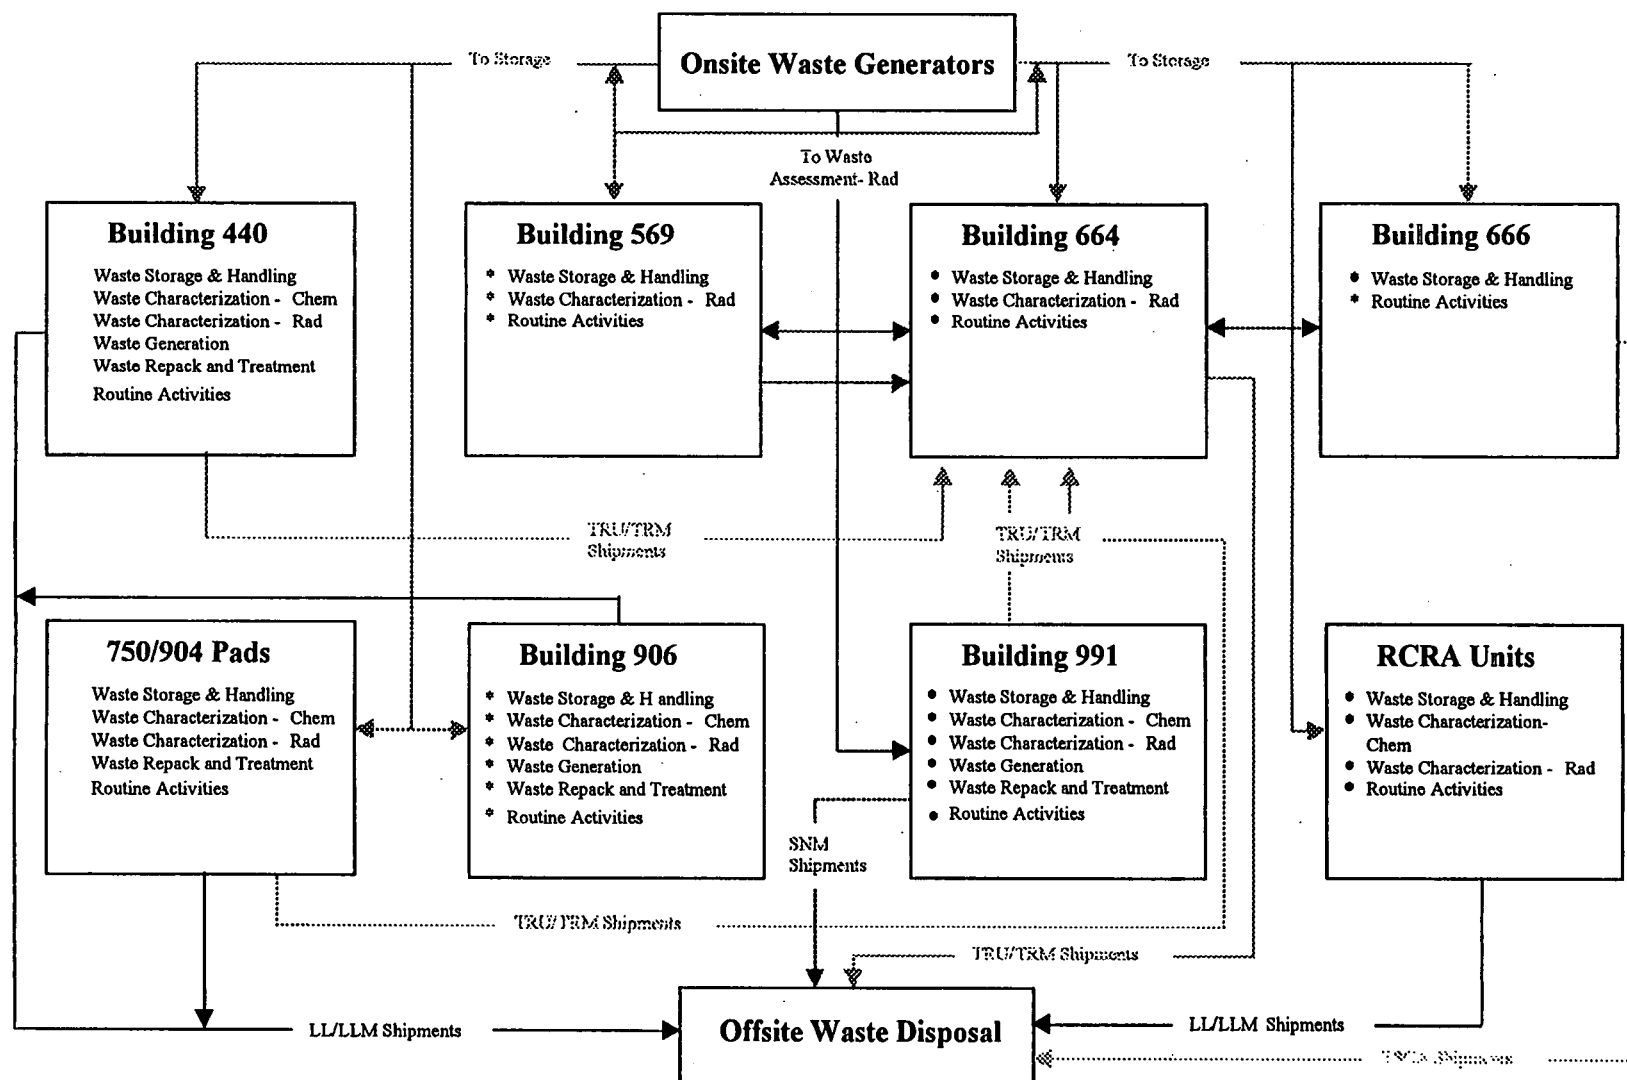 To Storage
Onsite Waste Generators
To Storage
To Waste
Assessment- Rad
Building 440
Waste Storage & Handling
Waste Characterization - Chem
Waste Characterization - Rad
Waste Generation
Waste Repack and Treatment
Routine Activities
Building 569
* Waste Storage & Handling
* Waste Characterization - Rad
* Routine Activities
Building 664
• Waste Storage & Handling
• Waste Characterization - Rad
• Routine Activities
Building 666
• Waste Storage & Handling
* Routine Activities
TRU/TRM
Shipments
TRU/TRM
Shipments
750/904 Pads
Waste Storage & Handling
Waste Characterization - Chem
Waste Characterization - Rad
Waste Repack and Treatment
Routine Activities
Building 906
* Waste Storage & H andling
* Waste Characterization - Chem
* Waste Characterization - Rad
* Waste Generation
* Waste Repack and Treatment
* Routine Activities
Building 991
• Waste Storage & Handling
• Waste Characterization - Chem
• Waste Characterization - Rad
• Waste Generation
• Waste Repack and Treatment
• Routine Activities
RCRA Units
• Waste Storage & Handling
• Waste Characterization-
Chem
• Waste Characterization - Rad
• Routine Activities
SNM
Shipments
TRU/TRM Shipments
TRU/TRM Shipments
LL/LLM Shipments
Offsite Waste Disposal
LL/LLM Shipments
TSCA Shipments